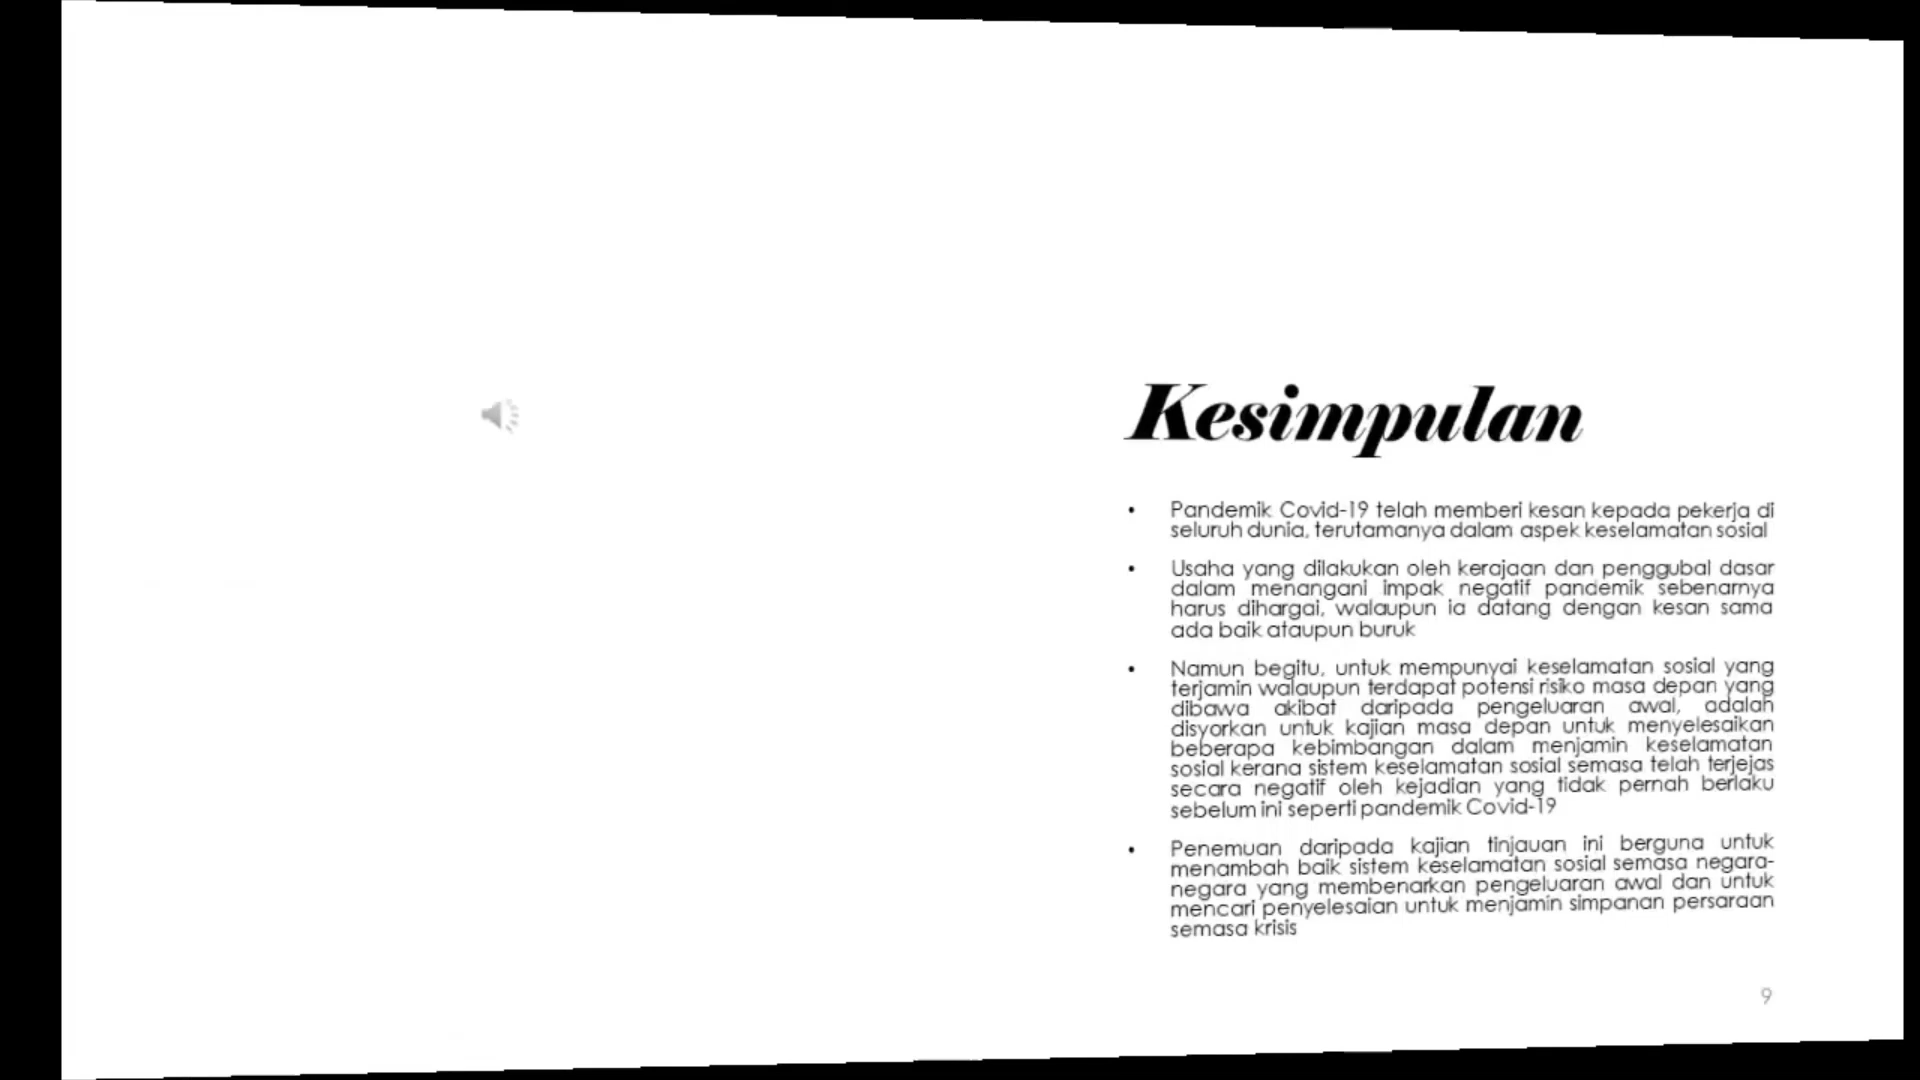 Kesimpulan
• Pandemik Covid-19 telah memberi kesan kepada pekerja di
seluruh dunia, terutamanya dalam aspek keselamatan sosial
• Usaha yang dilakukan oleh kerajaan dan penggubal dasar
dalam menangani impak negatif pandemik sebenarnya
harus dihargai, walaupun ia datang dengan kesan sama
ada baik ataupun buruk
• Namun begitu, untuk mempunyai keselamatan sosial yang
terjamin walaupun terdapat potensi risiko masa depan yang
dibawa akibat daripada pengeluaran awal, adalah
disyorkan untuk kajian masa depan untuk menyelesaikan
beberapa kebimbangan dalam menjamin keselamatan
sosial kerana sistem keselamatan sosial semasa telah terjejas
secara negatif oleh kejadian yang tidak pernah berlaku
sebelum ini seperti pandemik Covid-19
• Penemuan daripada kajian tinjauan ini berguna untuk
menambah baik sistem keselamatan sosial semasa negara-
negara yang membenarkan pengeluaran awal dan untuk
mencari penyelesaian untuk menjamin simpanan persaraan
semasa krisis
9